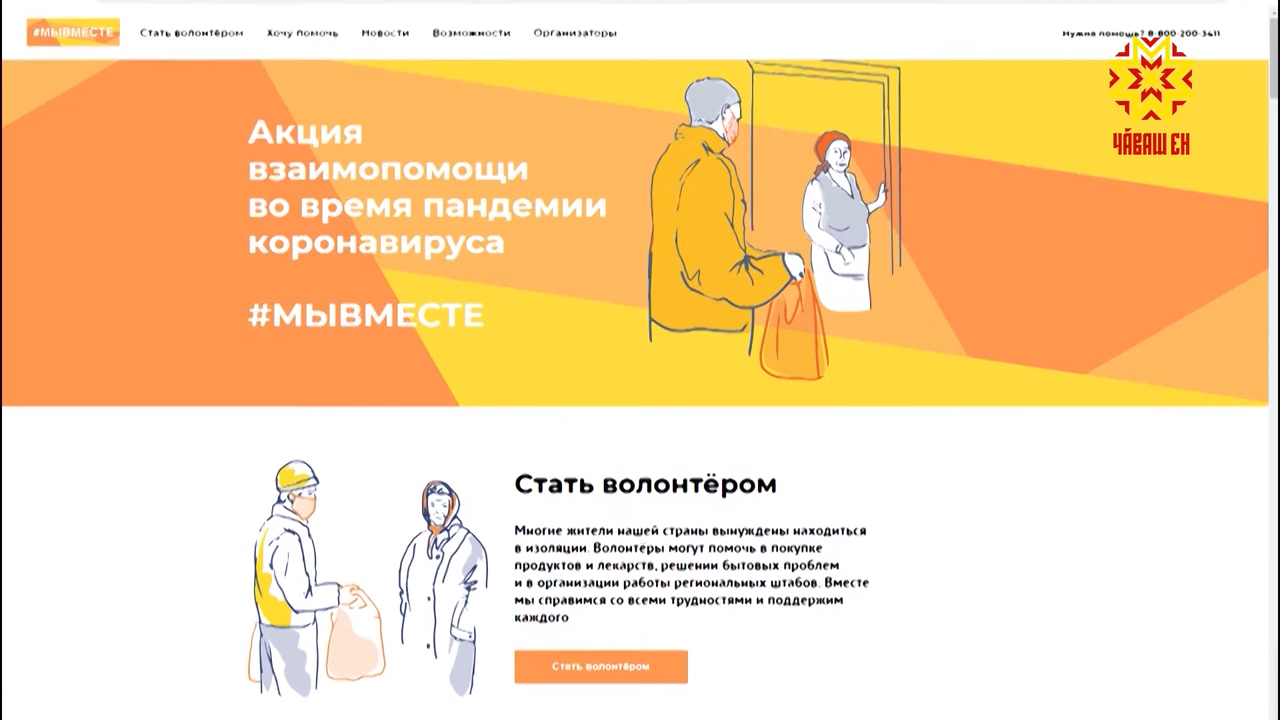 #МЫВМЕСТЕ
Стать волонтёром
Хочу помочь
Новости
Возможности
Организаторы
Нужна помощь? 8-800-200-3411
ЧӐВАШ ЕН
Акция
взаимопомощи
во время пандемии
коронавируса
#МЫВМЕСТЕ
Стать волонтёром
Многие жители нашей страны вынуждены находиться
в изоляции. Волонтеры могут помочь в покупке
продуктов и лекарств, решении бытовых проблем
и в организации работы региональных штабов. Вместе
мы справимся со всеми трудностями и поддержим
каждого
Стать волонтёром